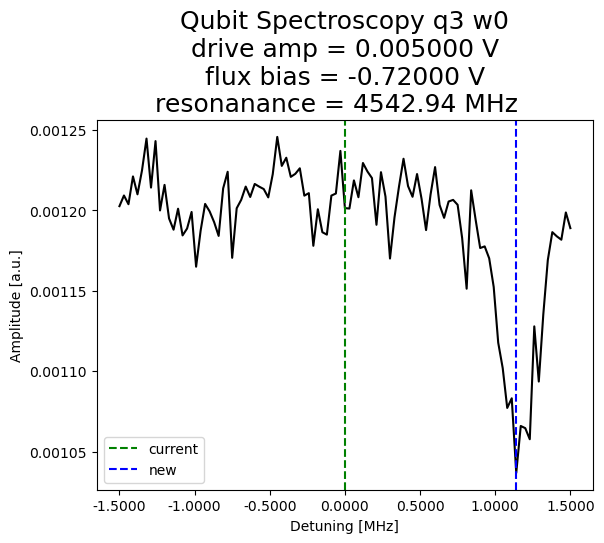 Qubit Spectroscopy q3 w0
drive amp = 0.005000 V
flux bias = -0.72000 V
resonanance = 4542.94 MHz
0.00125
0.00120
0.00115
0.00110
0.00105
Amplitude [a.u.]
current
new
-1.5000 -1.0000 -0.5000 0.0000 0.5000 1.0000 1.5000
Detuning [MHz]